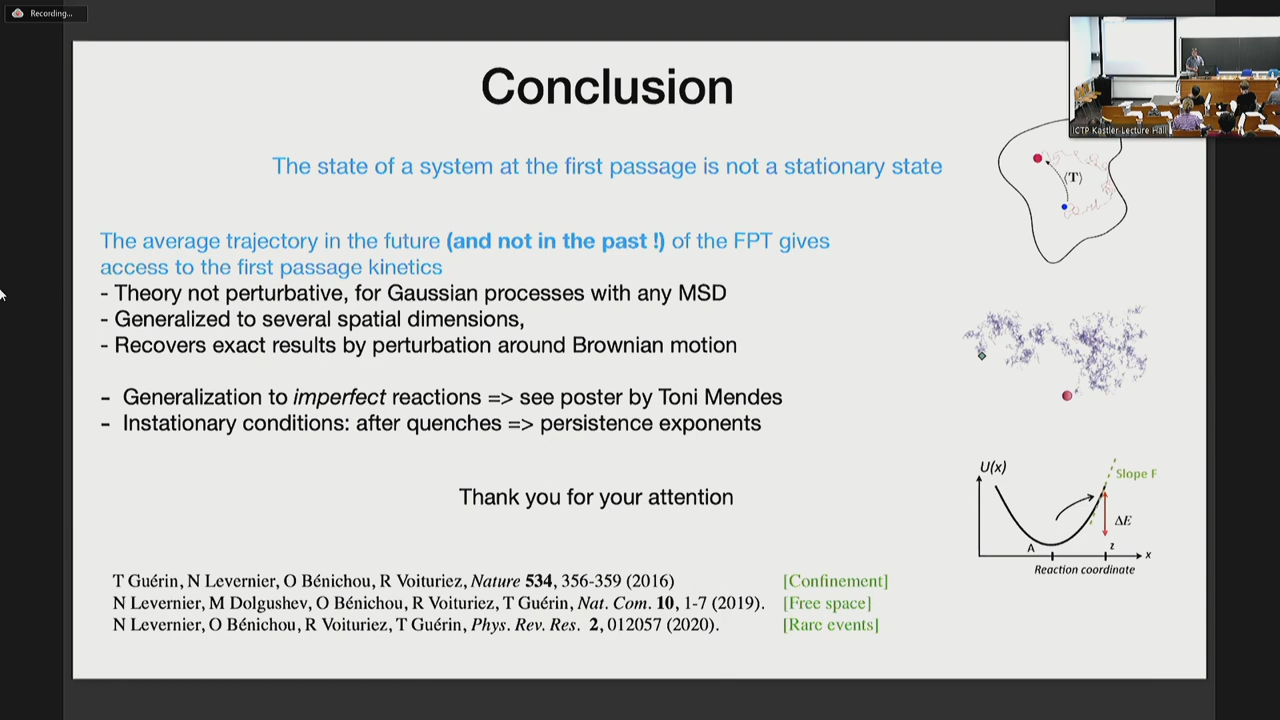 Recording...
ICTP Kastler Lecture Hall
Conclusion
The state of a system at the first passage is not a stationary state
⟨T⟩
The average trajectory in the future (and not in the past !) of the FPT gives
access to the first passage kinetics
- Theory not perturbative, for Gaussian processes with any MSD
- Generalized to several spatial dimensions,
- Recovers exact results by perturbation around Brownian motion
- Generalization to imperfect reactions => see poster by Toni Mendes
- Instationary conditions: after quenches => persistence exponents
U(x)
Slope F
ΔE
A
z
x
Reaction coordinate
Thank you for your attention
T Guérin, N Levernier, O Bénichou, R Voituriez, Nature 534, 356-359 (2016) [Confinement]
N Levernier, M Dolgushev, O Bénichou, R Voituriez, T Guérin, Nat. Com. 10, 1-7 (2019). [Free space]
N Levernier, O Bénichou, R Voituriez, T Guérin, Phys. Rev. Res. 2, 012057 (2020). [Rare events]